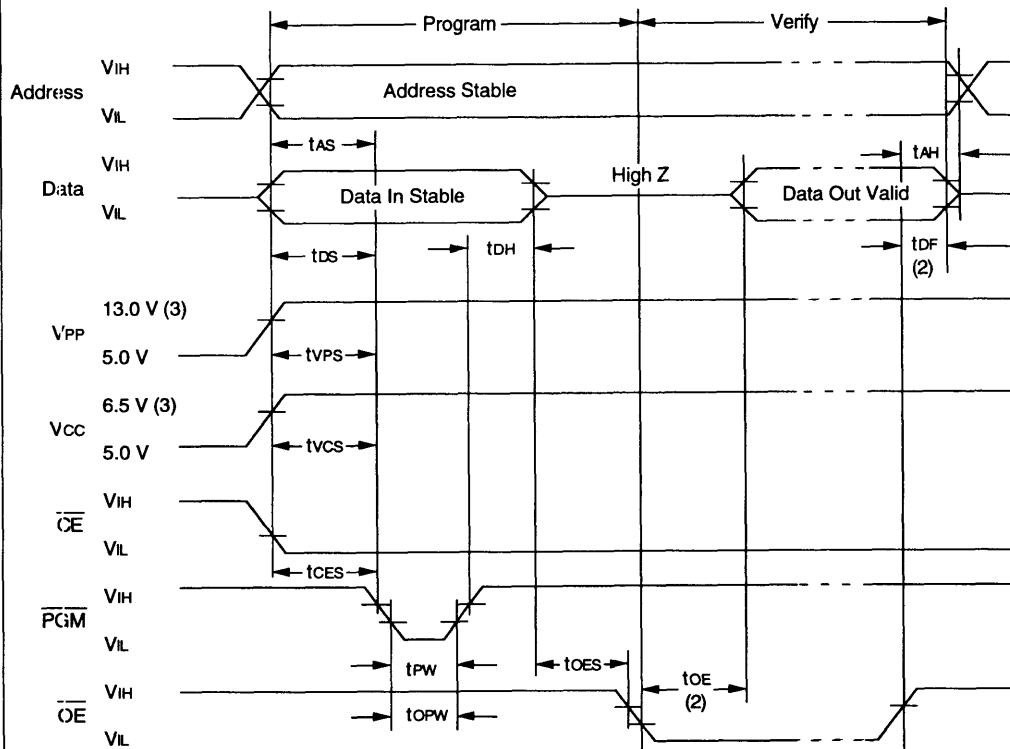 Program Verify
Address VIH Address Stable
VIL
tAS tAH
Data VIH Data In Stable High Z Data Out Valid
VIL
tDS tDH tDF
(2)
VPP 13.0 V (3)
5.0 V tVPS
VCC 6.5 V (3)
5.0 V tVCS
CE VIH
VIL
tCES
PGM VIH
VIL
tPW tOES tOE
(2)
OE VIH tOPW
VIL